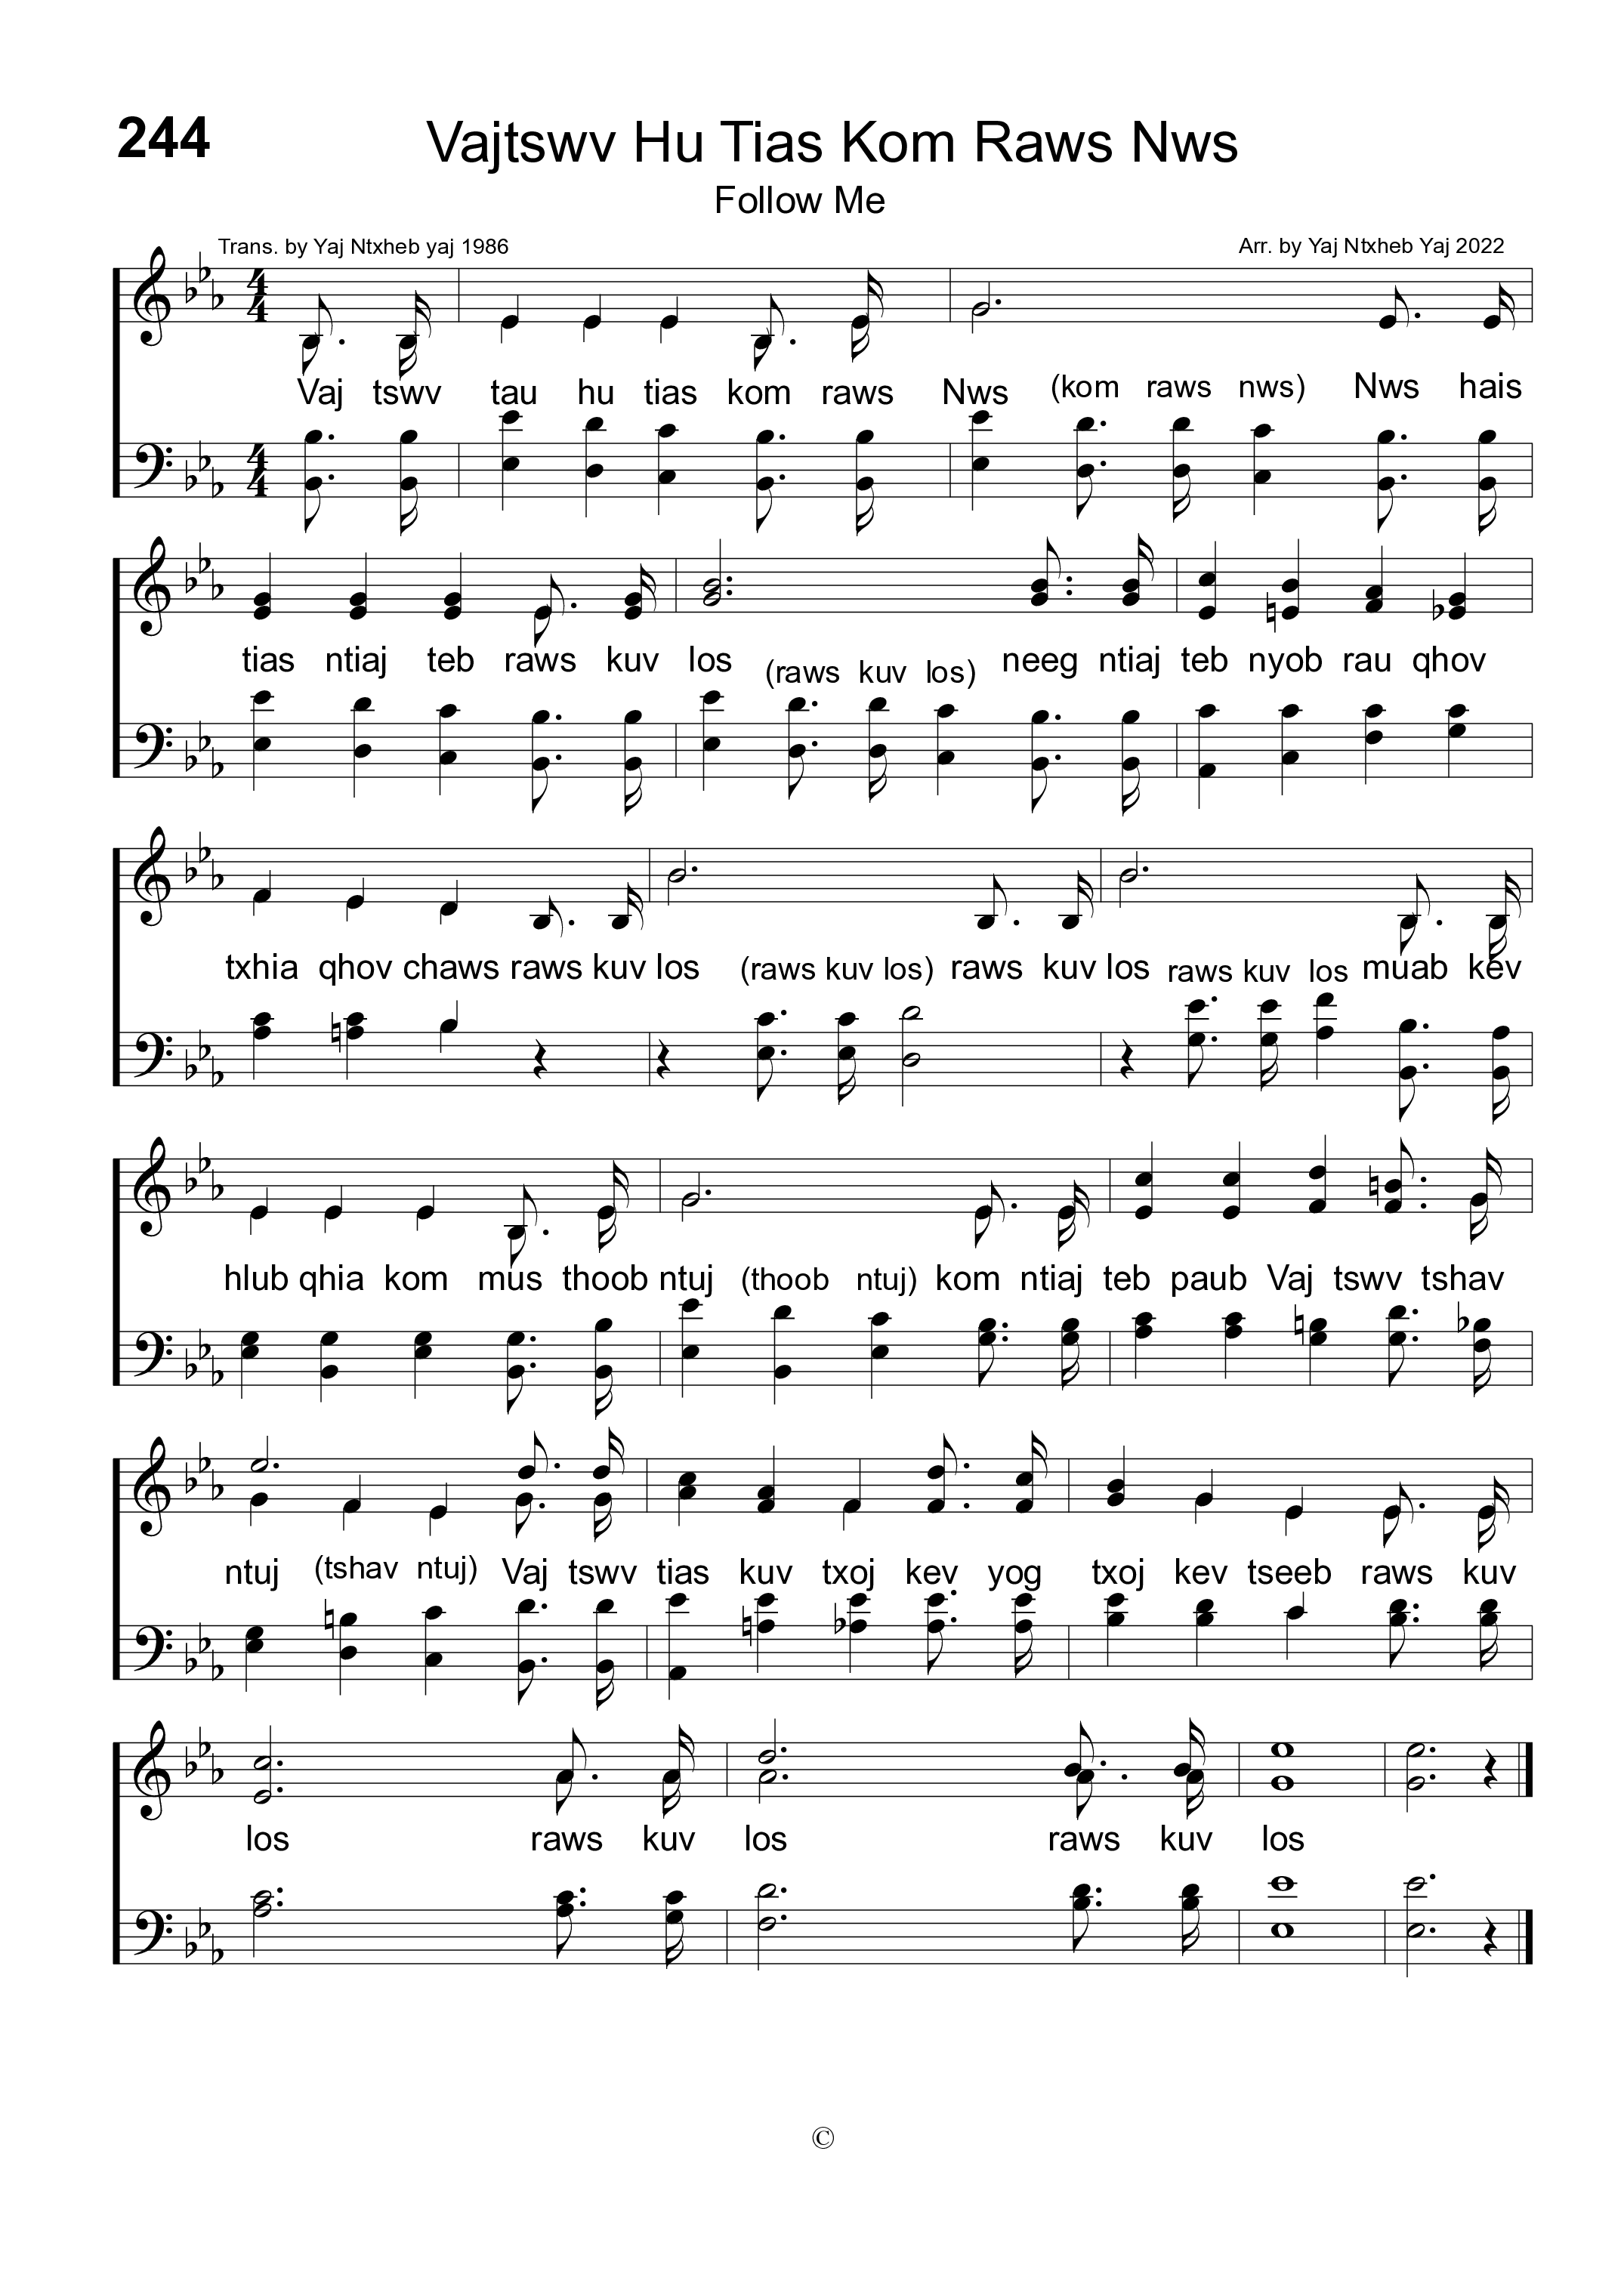 244
Vajtswv Hu Tias Kom Raws Nws
Follow Me
Trans. by Yaj Ntxheb yaj 1986
Arr. by Yaj Ntxheb Yaj 2022
Vaj tswv tau hu tias kom raws Nws (kom raws nws) Nws hais
tias ntiaj teb raws kuv los (raws kuv los) neeg ntiaj teb nyob rau qhov
txhia qhov chaws raws kuv los (raws kuv los) raws kuv los raws kuv los muab kev
hlub qhia kom mus thoob ntuj (thoob ntuj) kom ntiaj teb paub Vaj tswv tshav
ntuj (tshav ntuj) Vaj tswv tias kuv txoj kev yog txoj kev tseeb raws kuv
los raws kuv los raws kuv los
©